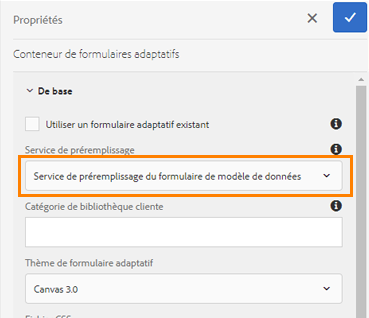 Propriétés
Conteneur de formulaires adaptatifs
De base
Utiliser un formulaire adaptatif existant
Service de préremplissage
Service de préremplissage du formulaire de modèle de données
Catégorie de bibliothèque cliente
Thème de formulaire adaptatif
Canvas 3.0